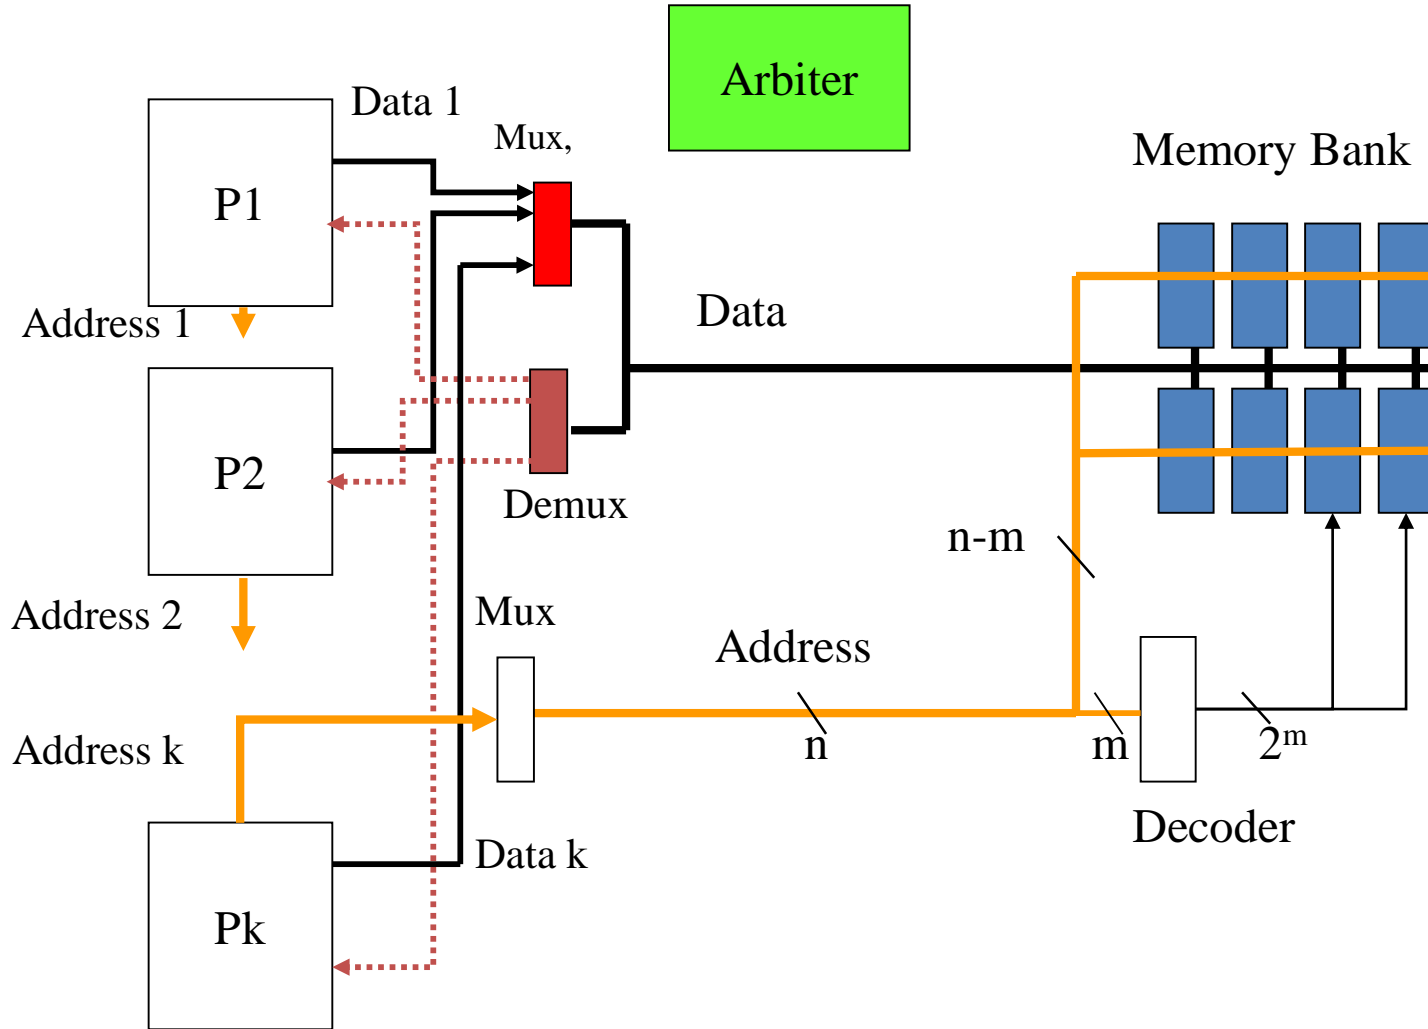 Arbiter
Data 1
Mux,
Memory Bank
P1
Address 1
Data
P2
Demux
n-m
Address 2
Mux
Address
Address k
n
m
2ᵐ
Decoder
Data k
Pk